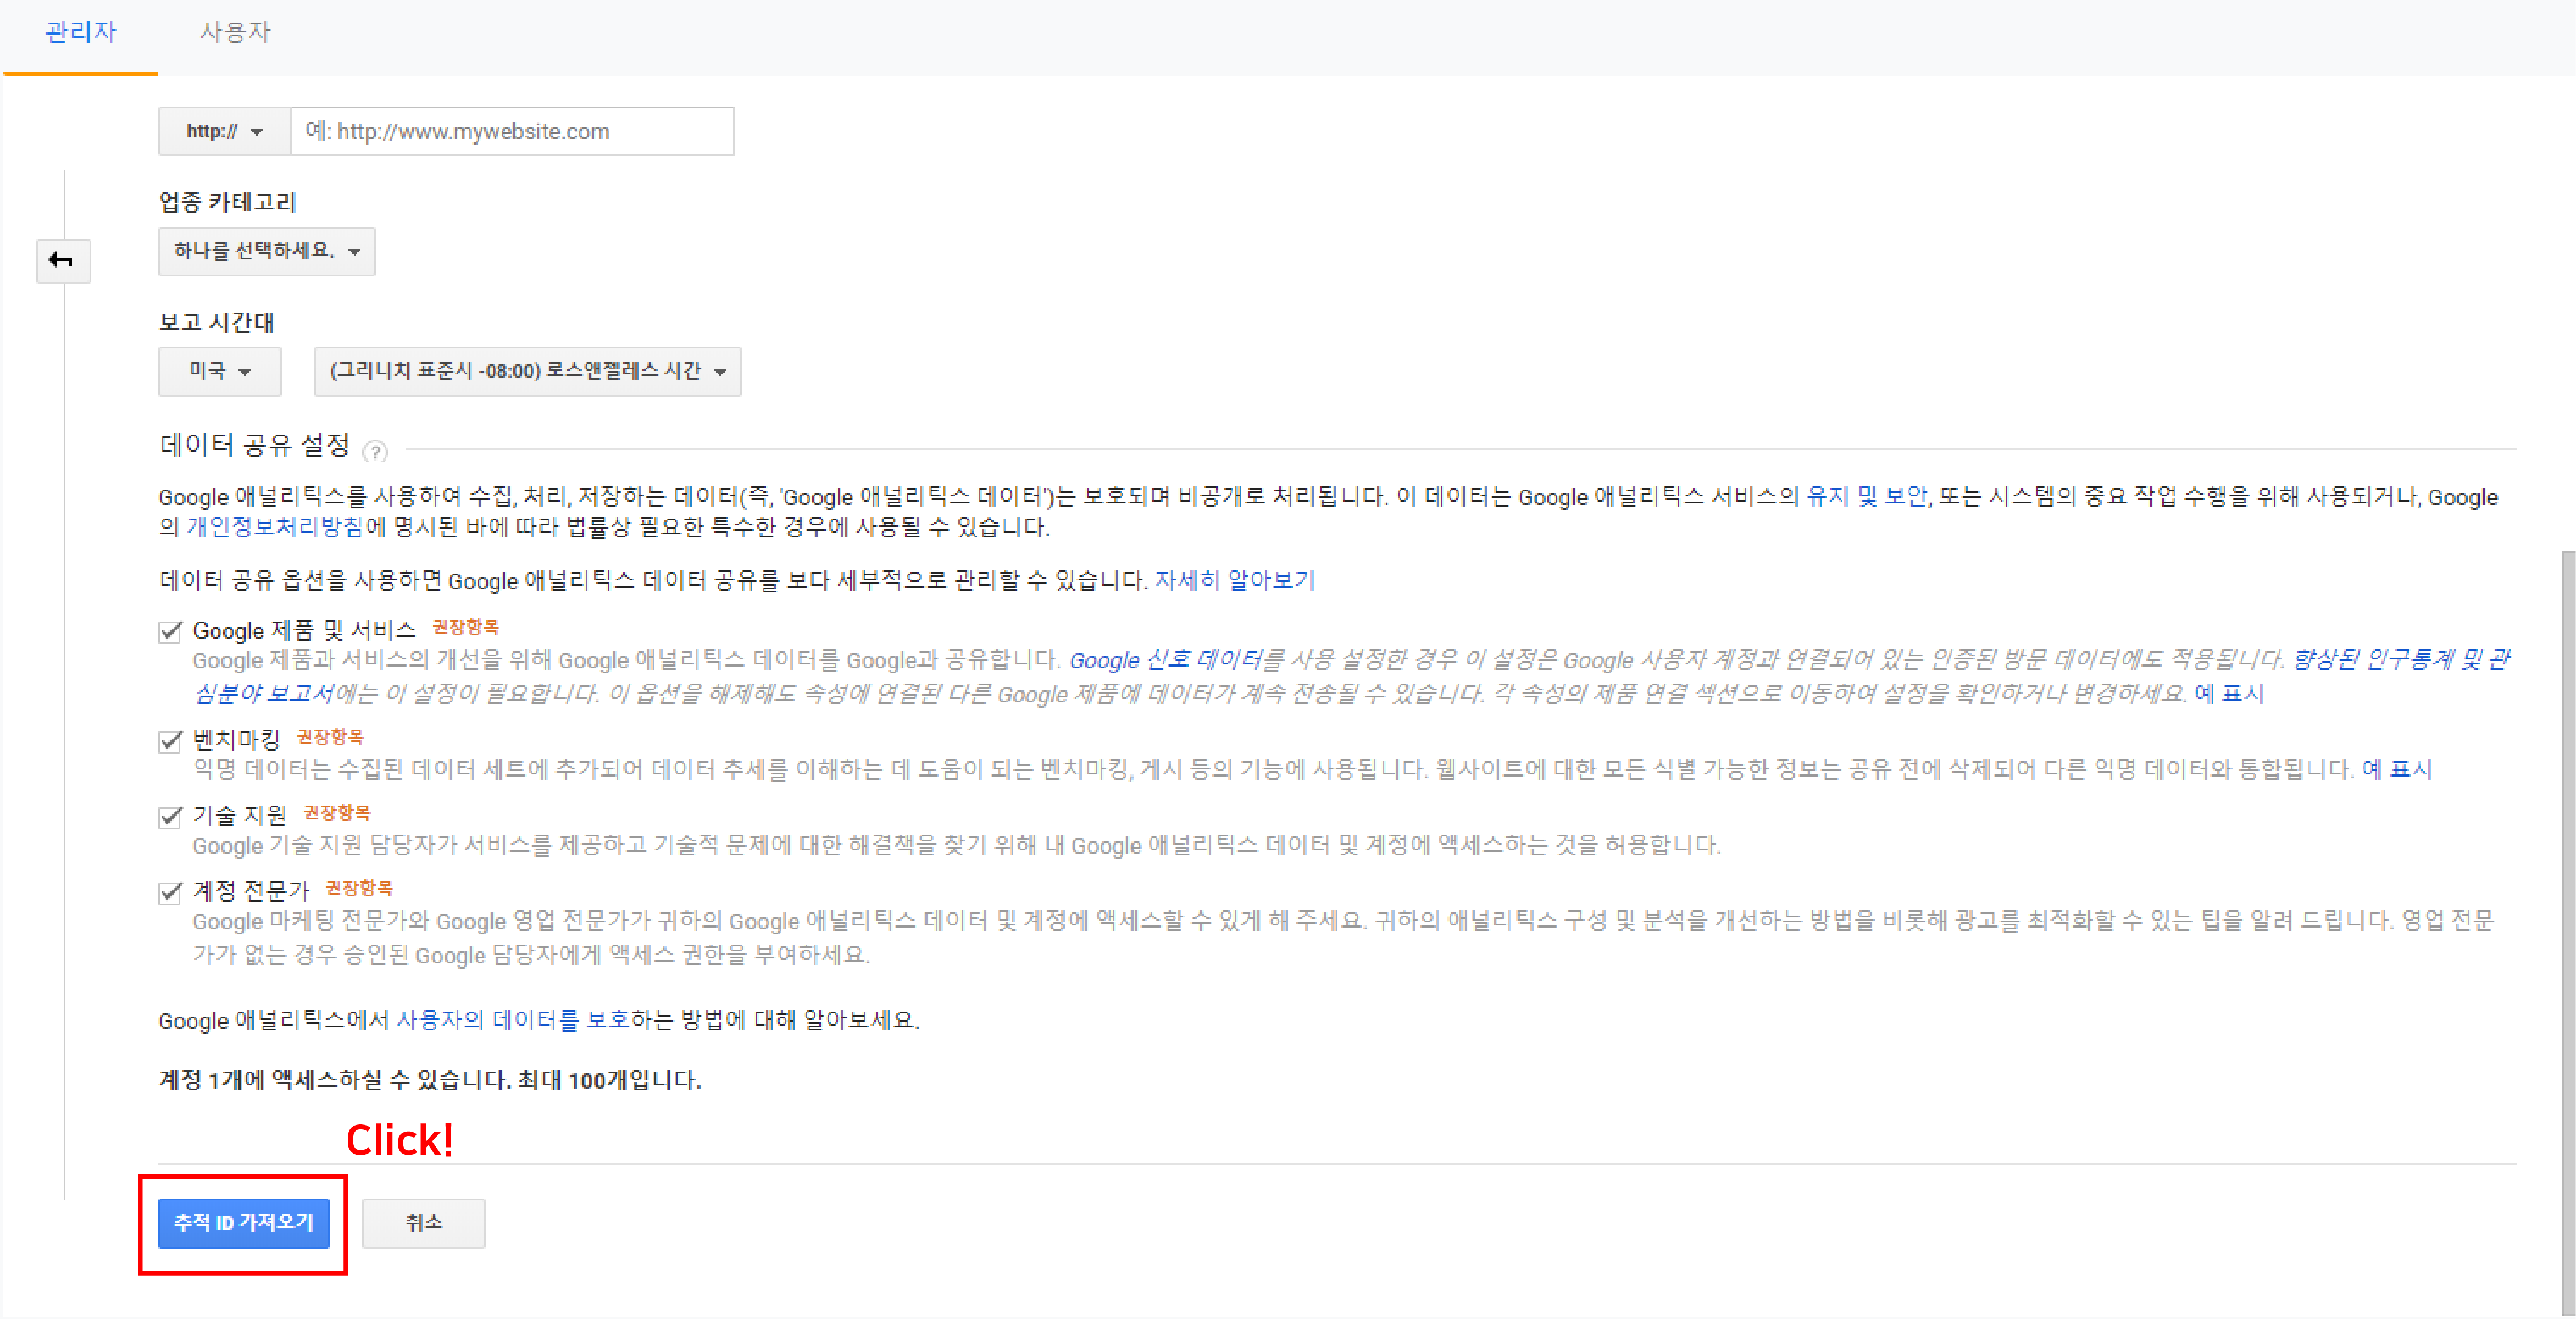 관리자 사용자
http:// 예: http://www.mywebsite.com
업종 카테고리
하나를 선택하세요.
보고 시간대
미국 (그리니치 표준시 -08:00) 로스앤젤레스 시간
데이터 공유 설정 ?
Google 애널리틱스를 사용하여 수집, 처리, 저장하는 데이터(즉, 'Google 애널리틱스 데이터')는 보호되며 비공개로 처리됩니다. 이 데이터는 Google 애널리틱스 서비스의 유지 및 보안, 또는 시스템의 중요 작업 수행을 위해 사용되거나, Google
의 개인정보처리방침에 명시된 바에 따라 법률상 필요한 특수한 경우에 사용될 수 있습니다.
데이터 공유 옵션을 사용하면 Google 애널리틱스 데이터 공유를 보다 세부적으로 관리할 수 있습니다. 자세히 알아보기
Google 제품 및 서비스 권장항목
Google 제품과 서비스의 개선을 위해 Google 애널리틱스 데이터를 Google과 공유합니다. Google 신호 데이터를 사용 설정한 경우 이 설정은 Google 사용자 계정과 연결되어 있는 인증된 방문 데이터에도 적용됩니다. 향상된 인구통계 및 관
심분야 보고서에는 이 설정이 필요합니다. 이 옵션을 해제해도 속성에 연결된 다른 Google 제품에 데이터가 계속 전송될 수 있습니다. 각 속성의 제품 연결 섹션으로 이동하여 설정을 확인하거나 변경하세요. 예 표시
벤치마킹 권장항목
익명 데이터는 수집된 데이터 세트에 추가되어 데이터 추세를 이해하는 데 도움이 되는 벤치마킹, 게시 등의 기능에 사용됩니다. 웹사이트에 대한 모든 식별 가능한 정보는 공유 전에 삭제되어 다른 익명 데이터와 통합됩니다. 예 표시
기술 지원 권장항목
Google 기술 지원 담당자가 서비스를 제공하고 기술적 문제에 대한 해결책을 찾기 위해 내 Google 애널리틱스 데이터 및 계정에 액세스하는 것을 허용합니다.
계정 전문가 권장항목
Google 마케팅 전문가와 Google 영업 전문가가 귀하의 Google 애널리틱스 데이터 및 계정에 액세스할 수 있게 해 주세요. 귀하의 애널리틱스 구성 및 분석을 개선하는 방법을 비롯해 광고를 최적화할 수 있는 팁을 알려 드립니다. 영업 전문
가가 없는 경우 승인된 Google 담당자에게 액세스 권한을 부여하세요.
Google 애널리틱스에서 사용자의 데이터를 보호하는 방법에 대해 알아보세요.
계정 1개에 액세스하실 수 있습니다. 최대 100개입니다.
Click!
추적 ID 가져오기 취소